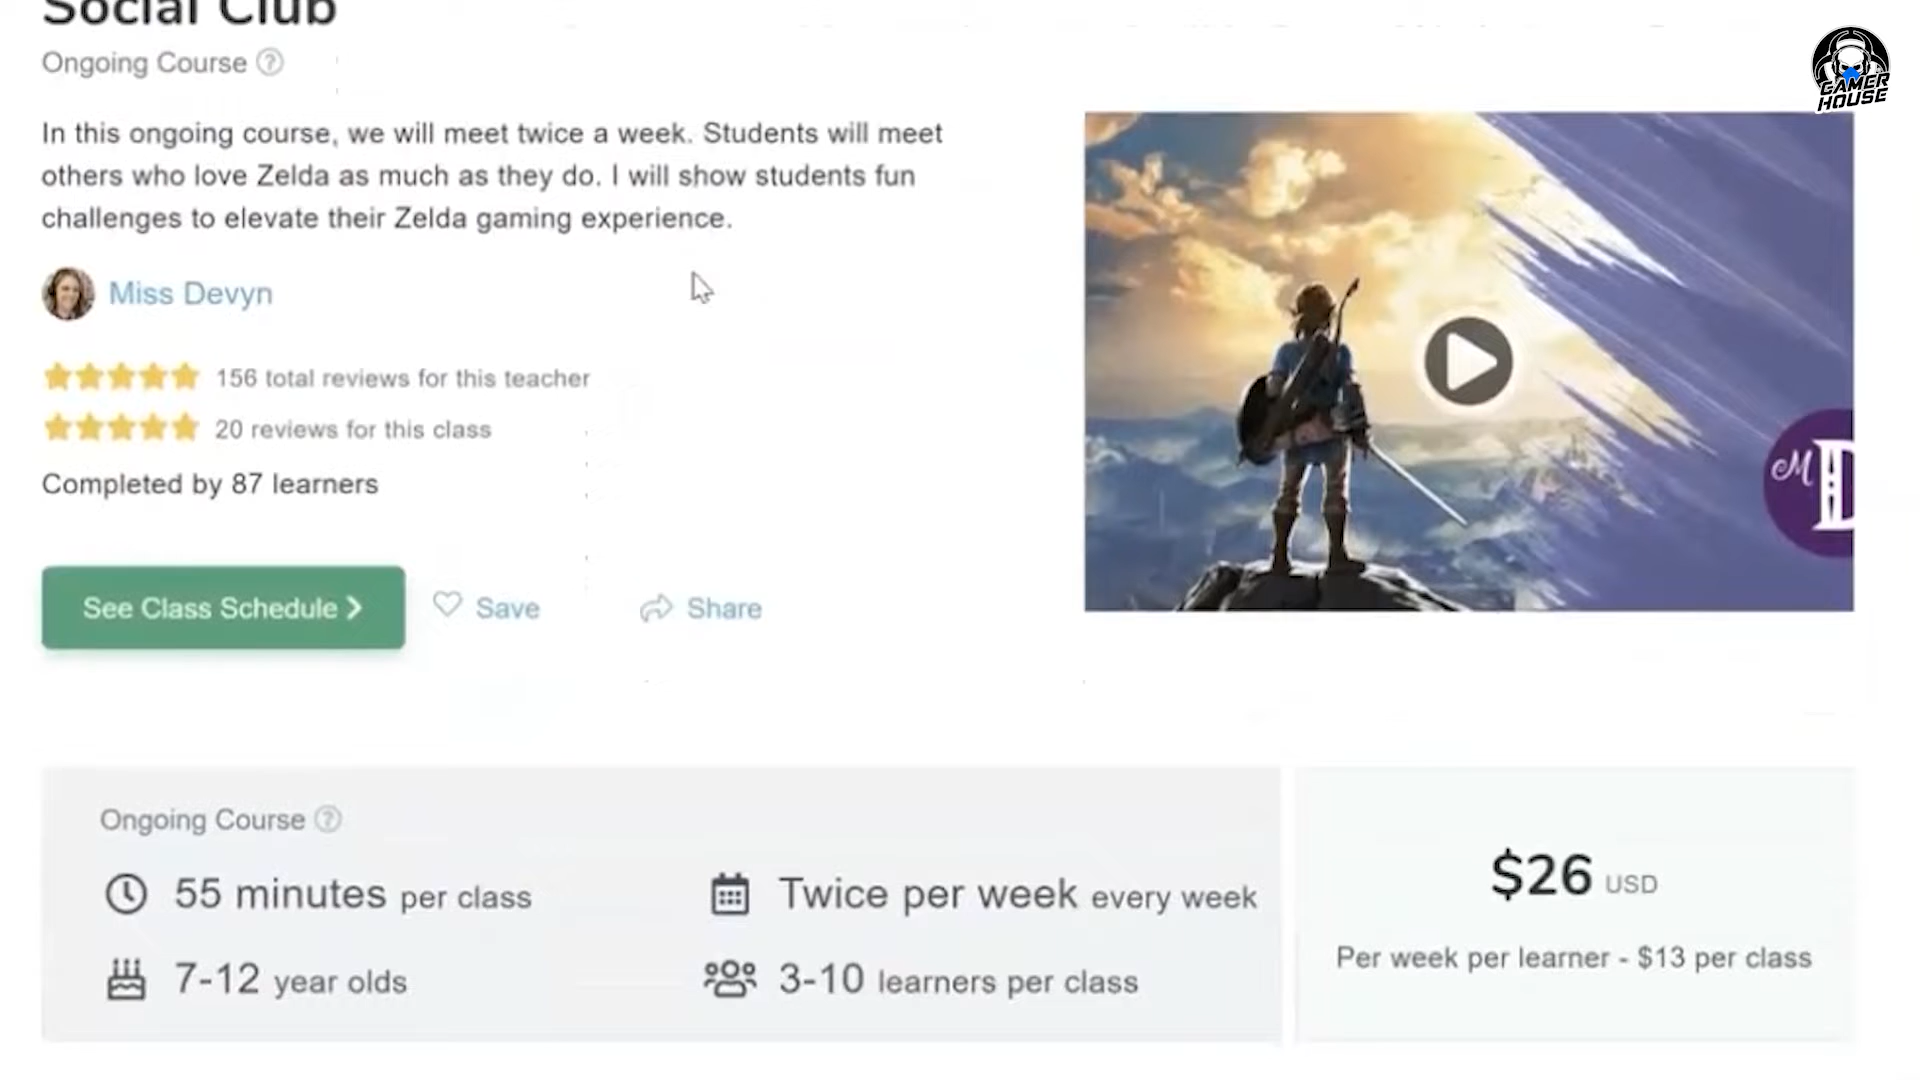 Social Club
Ongoing Course ?
GAMER
HOUSE
In this ongoing course, we will meet twice a week. Students will meet
others who love Zelda as much as they do. I will show students fun
challenges to elevate their Zelda gaming experience.
Miss Devyn
156 total reviews for this teacher
20 reviews for this class
M D
Completed by 87 learners
See Class Schedule >
Save
Share
Ongoing Course ?
55 minutes per class
Twice per week every week
7-12 year olds
3-10 learners per class
$26 USD
Per week per learner - $13 per class